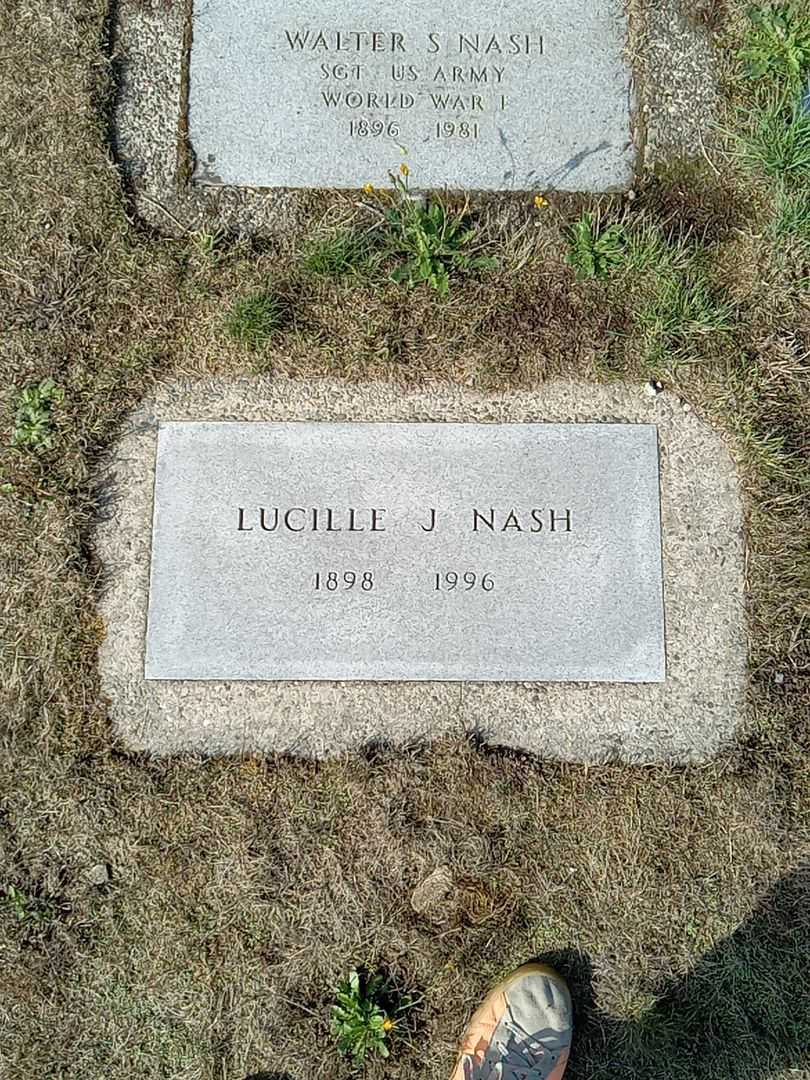 WALTER S NASH
SGT US ARMY
WORLD WAR I
1896 1981
LUCILLE J NASH
1898 1996